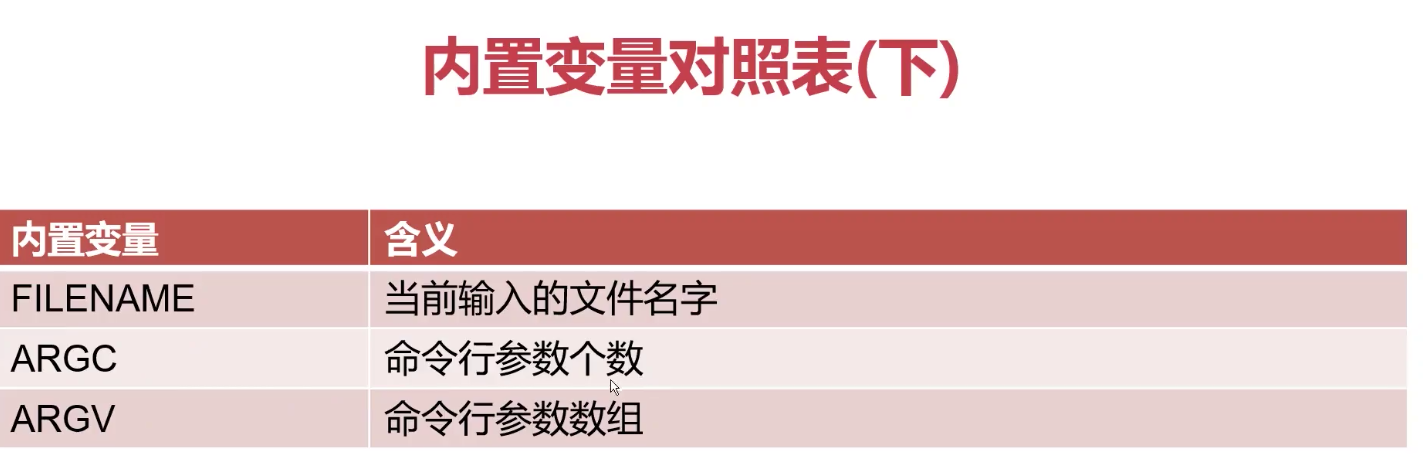 内置变量对照表(下)
内置变量 含义
FILENAME 当前输入的文件名字
ARGC 命令行参数个数
ARGV 命令行参数数组